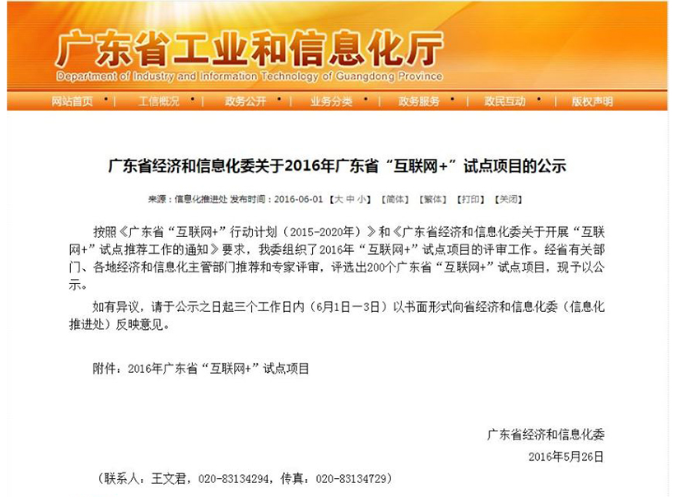 广东省工业和信息化厅
Department of Industry and Information Technology of Guangdong Province
网站首页 | 工信概况 | 政务公开 | 业务分类 | 政务服务 | 政民互动 | 版权声明
广东省经济和信息化委关于2016年广东省“互联网+”试点项目的公示
来源：信息化推进处 发布时间：2016-06-01 【大 中 小】 【简体】 【繁体】 【打印】 【关闭】
按照《广东省“互联网+”行动计划（2015-2020年）》和《广东省经济和信息化委关于开展“互联
网+”试点推荐工作的通知》要求，我委组织了2016年“互联网+”试点项目的评审工作。经省有关部
门、各地经济和信息化主管部门推荐和专家评审，评选出200个广东省“互联网+”试点项目，现予以公
示。
如有异议，请于公示之日起三个工作日内（6月1日—3日）以书面形式向省经济和信息化委（信息化
推进处）反映意见。
附件：2016年广东省“互联网+”试点项目
广东省经济和信息化委
2016年5月26日
（联系人：王文君，020-83134294，传真：020-83134729）